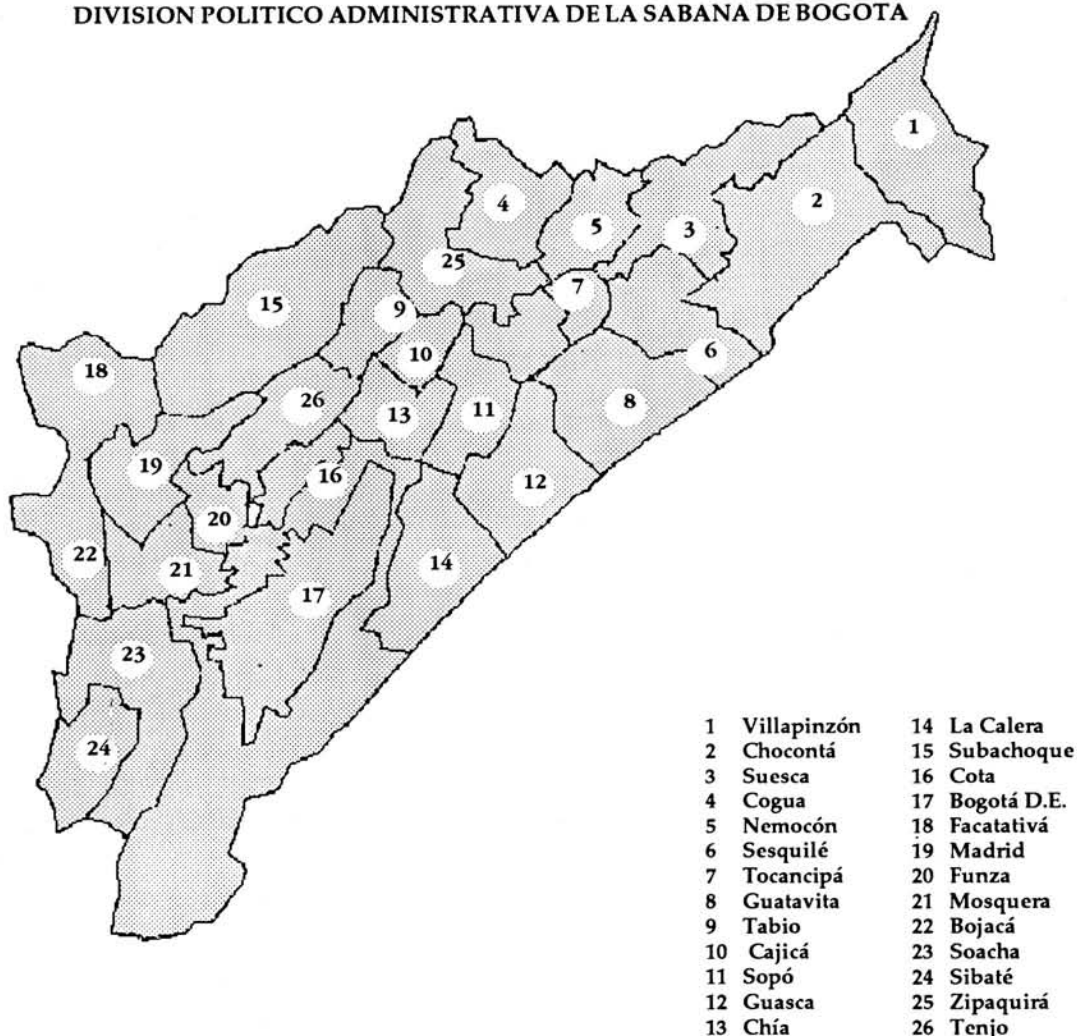 DIVISION POLITICO ADMINISTRATIVA DE LA SABANA DE BOGOTA
1
2
4
5
3
25
7
15
9
10
6
18
26
8
13
11
19
16
12
20
22
14
21
17
23
24
1 Villapinzón
2 Chocontá
3 Suesca
4 Cogua
5 Nemocón
6 Sesquilé
7 Tocancipá
8 Guatavita
9 Tabio
10 Cajicá
11 Sopó
12 Guasca
13 Chía
14 La Calera
15 Subachoque
16 Cota
17 Bogotá D.E.
18 Facatativá
19 Madrid
20 Funza
21 Mosquera
22 Bojacá
23 Soacha
24 Sibaté
25 Zipaquirá
26 Tenjo